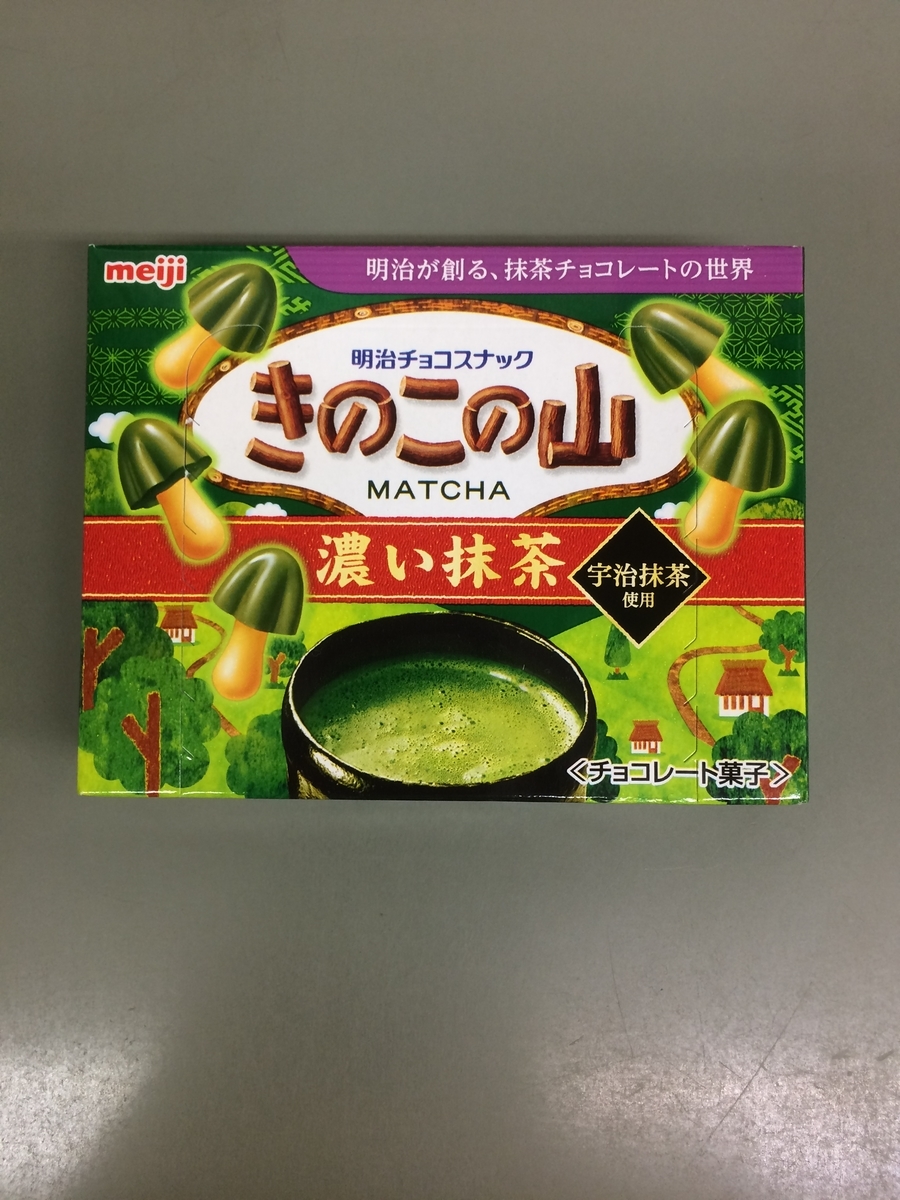 meiji
明治が創る、抹茶チョコレートの世界
明治チョコスナック
きのこの山
MATCHA
濃い抹茶
宇治抹茶
使用
<チョコレート菓子>